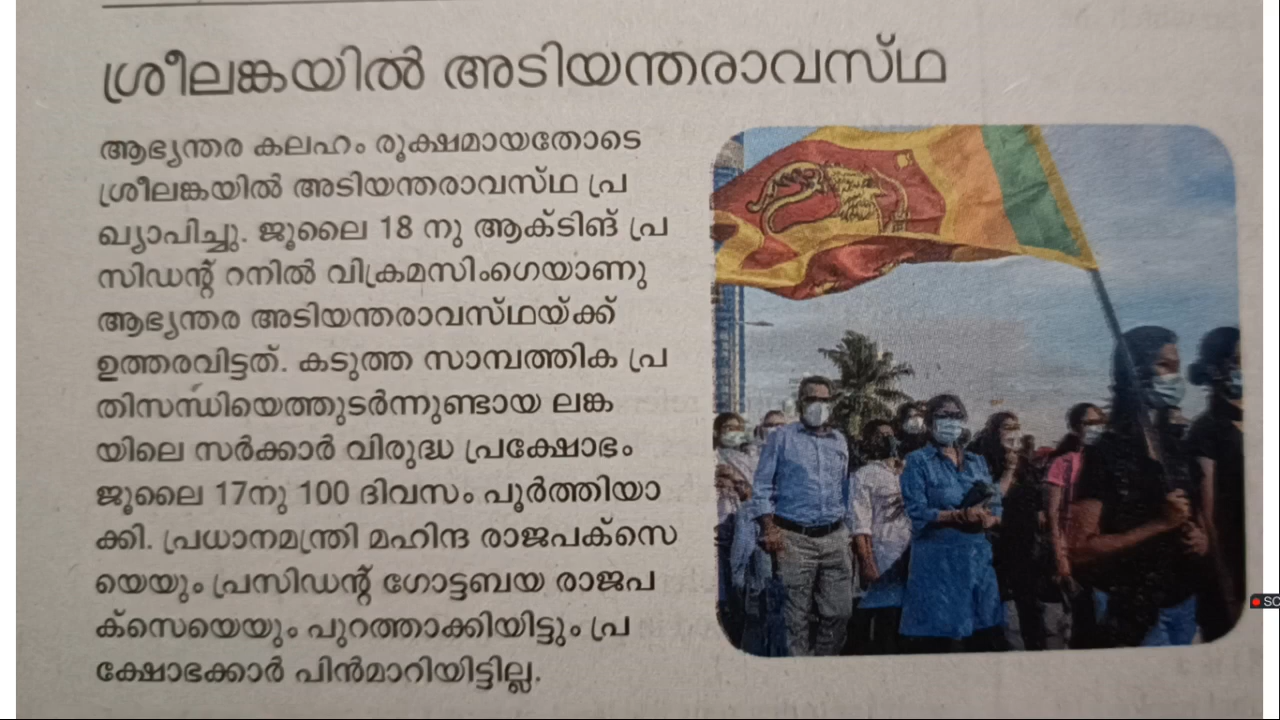 ശ്രീലങ്കയിൽ അടിയന്തരാവസ്ഥ
ആഭ്യന്തര കലഹം രൂക്ഷമായതോടെ
ശ്രീലങ്കയിൽ അടിയന്തരാവസ്ഥ പ്ര
ഖ്യാപിച്ചു. ജൂലൈ 18 നു ആക്ടിങ് പ്ര
സിഡന്റ് റനിൽ വിക്രമസിംഗെയാണു
ആഭ്യന്തര അടിയന്തരാവസ്ഥയ്ക്ക്
ഉത്തരവിട്ടത്. കടുത്ത സാമ്പത്തിക പ്ര
തിസന്ധിയെത്തുടർന്നുണ്ടായ ലങ്ക
യിലെ സർക്കാർ വിരുദ്ധ പ്രക്ഷോഭം
ജൂലൈ 17നു 100 ദിവസം പൂർത്തിയാ
ക്കി. പ്രധാനമന്ത്രി മഹിന്ദ രാജപക്സെ
യെയും പ്രസിഡന്റ് ഗോട്ടബയ രാജപ
ക്സെയെയും പുറത്താക്കിയിട്ടും പ്ര
ക്ഷോഭക്കാർ പിൻമാറിയിട്ടില്ല.